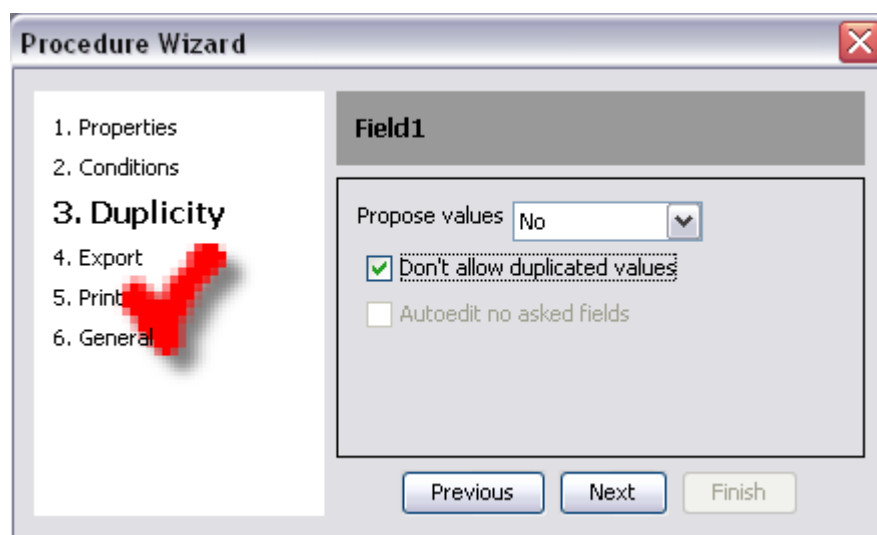 Procedure Wizard
1. Properties
2. Conditions
3. Duplicity
4. Export
5. Print
6. General
Field1
Propose values No
Don't allow duplicated values
Autoedit no asked fields
Previous Next Finish